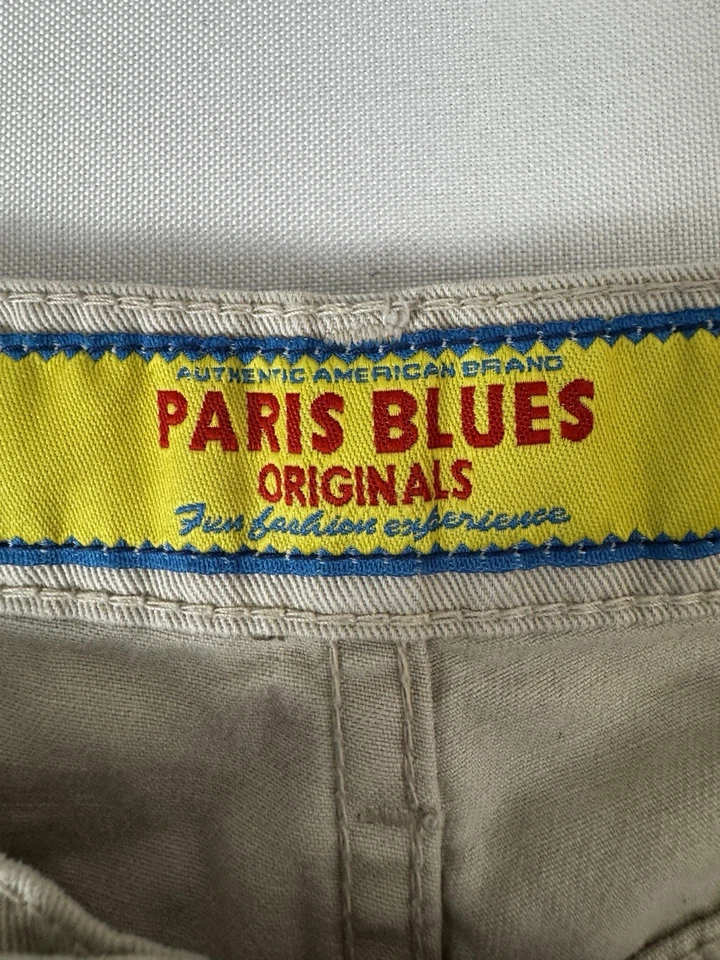 AUTHENTIC AMERICAN BRAND
PARIS BLUES
ORIGINALS
Fun fashion experience